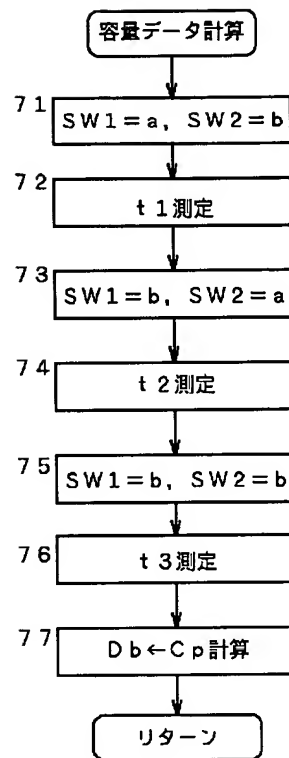 容量データ計算
71
SW1=a, SW2=b
72
t1測定
73
SW1=b, SW2=a
74
t2測定
75
SW1=b, SW2=b
76
t3測定
77
Db←Cp計算
リターン